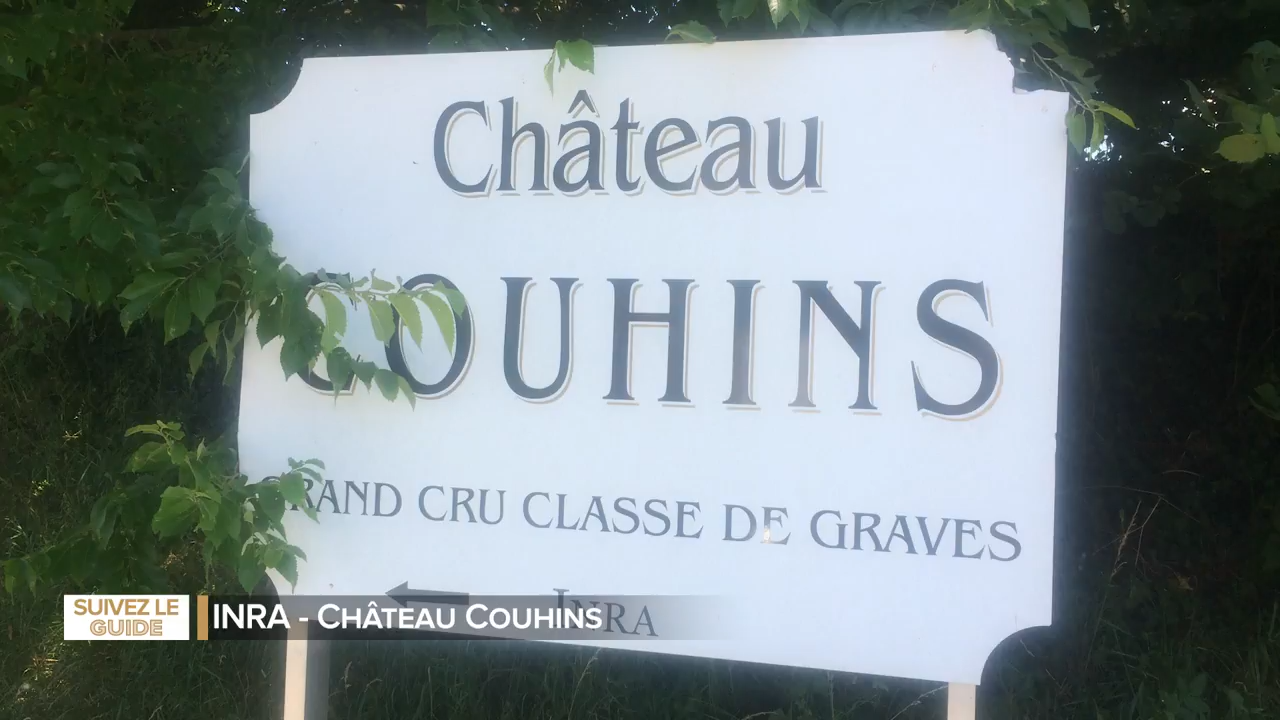 Château
COUHINS
GRAND CRU CLASSE DE GRAVES
INRA
SUIVEZ LE
GUIDE
INRA - CHÂTEAU COUHINS